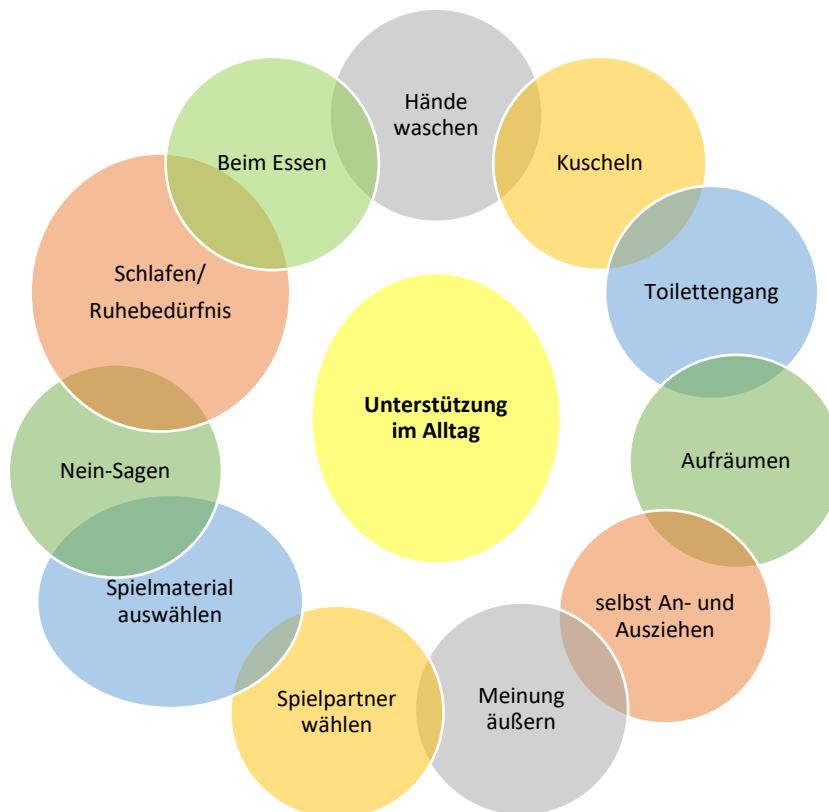 Hände
waschen
Kuscheln
Toilettengang
Aufräumen
selbst An- und
Ausziehen
Meinung
äußern
Spielpartner
wählen
Spielmaterial
auswählen
Nein-Sagen
Schlafen/
Ruhebedürfnis
Beim Essen
Unterstützung
im Alltag